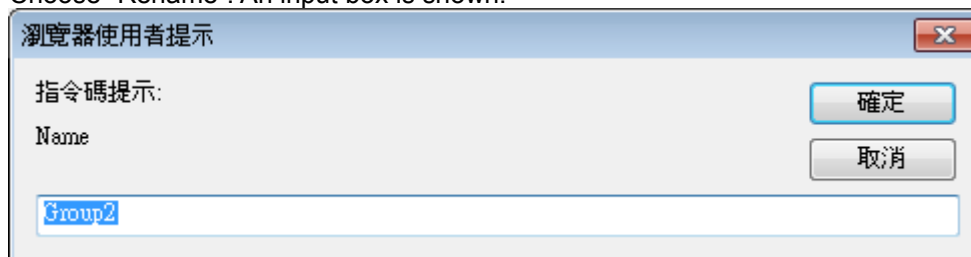 Choose "Rename". An input box is shown.
瀏覽器使用者提示
指令碼提示:
確定
Name
取消
Group2